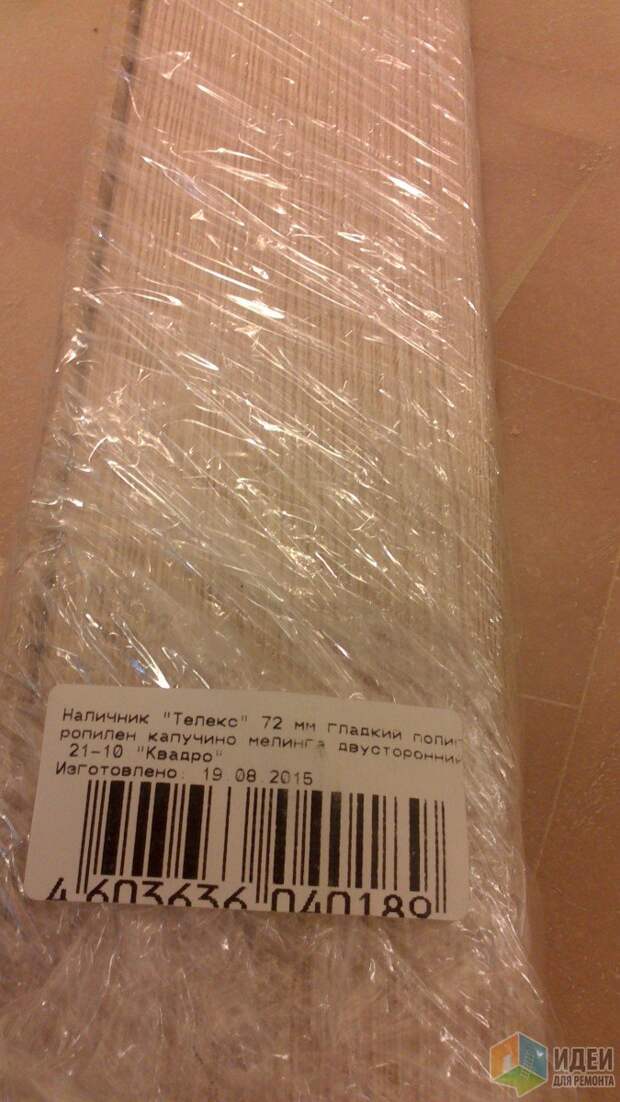 Наличник "Телекс" 72 мм гладкий полип
ропилен капучино мелинга двусторонний
21-10 "Квадро"
Изготовлено: 19.08.2015
4 603636 040189
ИДЕИ
ДЛЯ РЕМОНТА